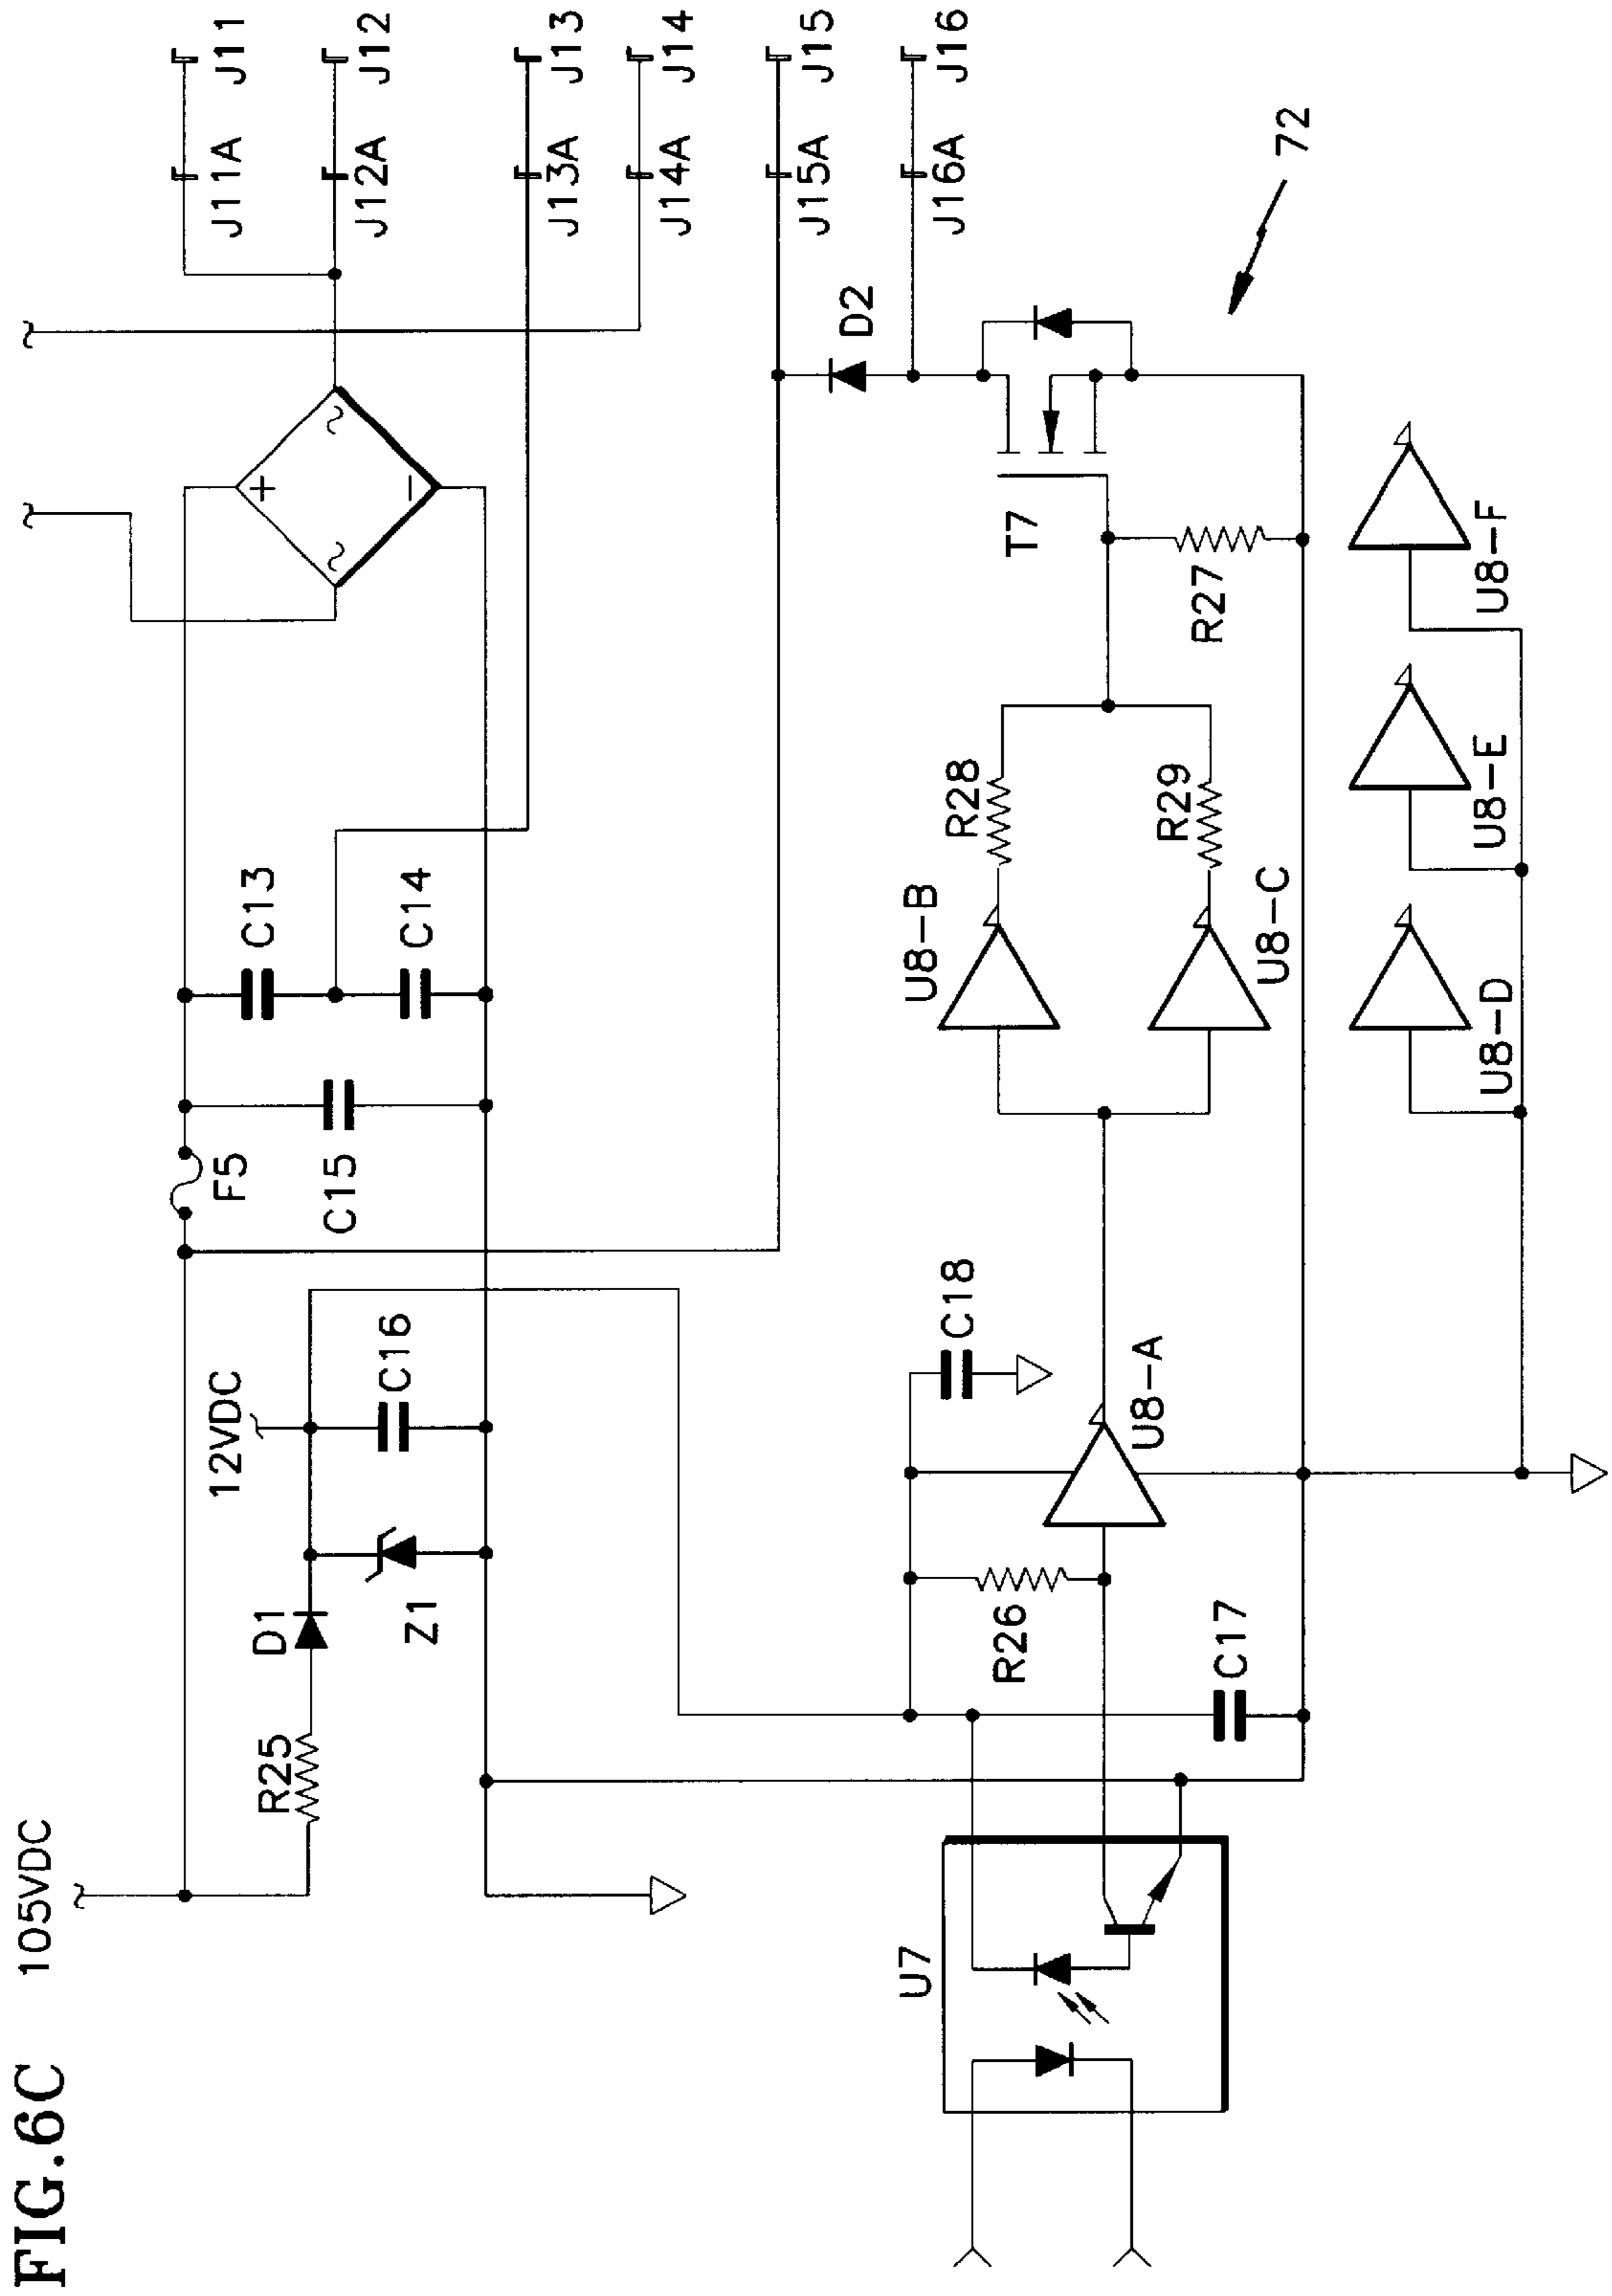 FIG.6C
105VDC
12VDC
R25
D1
Z1
C16
F5
C15
C13
C14
+
~
~
−
J11A J11
J12A J12
J13A J13
J14A J14
J15A J15
J16A J16
D2
72
U7
R26
C17
C18
U8-A
U8-B
U8-C
R28
R29
T7
R27
U8-D
U8-E
U8-F